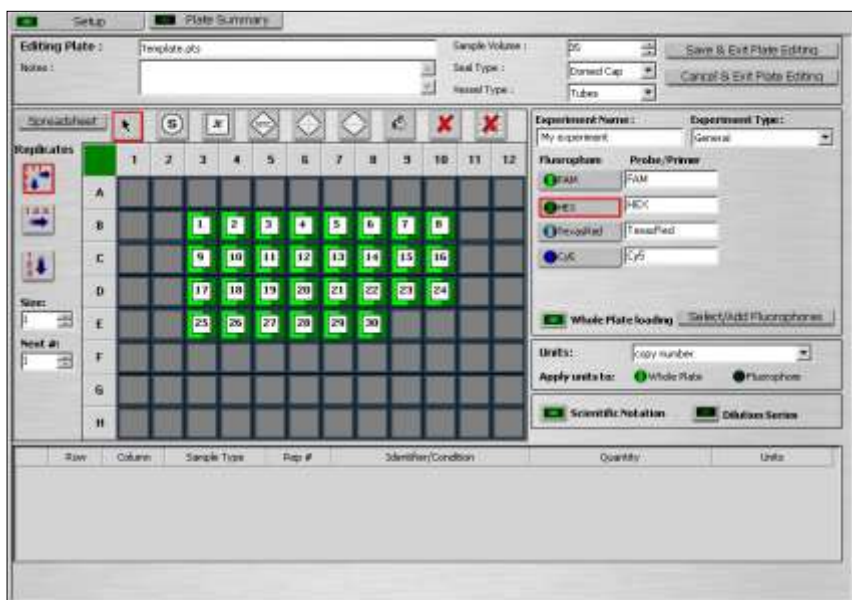 Setup Plate Summary
Editing Plate : Template.pts Sample Volume : 25 Save & Exit Plate Editing
Notes : Seal Type : Domed Cap Cancel & Exit Plate Editing
Vessel Type : Tubes
Spreadsheet S
Experiment Name : Experiment Type :
My experiment General
Replicates 1 2 3 4 5 6 7 8 9 10 11 12
Fluorophore Probe/Primer
A FAM FAM
B 1 2 3 4 5 6 7 8 HEX HEX
C 9 10 11 12 13 14 15 16 TexasRed TexasRed
D 17 18 19 20 21 22 23 24 Cy5 Cy5
Size:
1
E 25 26 27 28 29 30 Whole Plate loading Select/Add Fluorophores
Next #:
1
F Units: copy number
G Apply units to: Whole Plate Fluorophore
H Scientific Notation Dilution Series
Row Column Sample Type Rep # Identifier/Condition Quantity Units